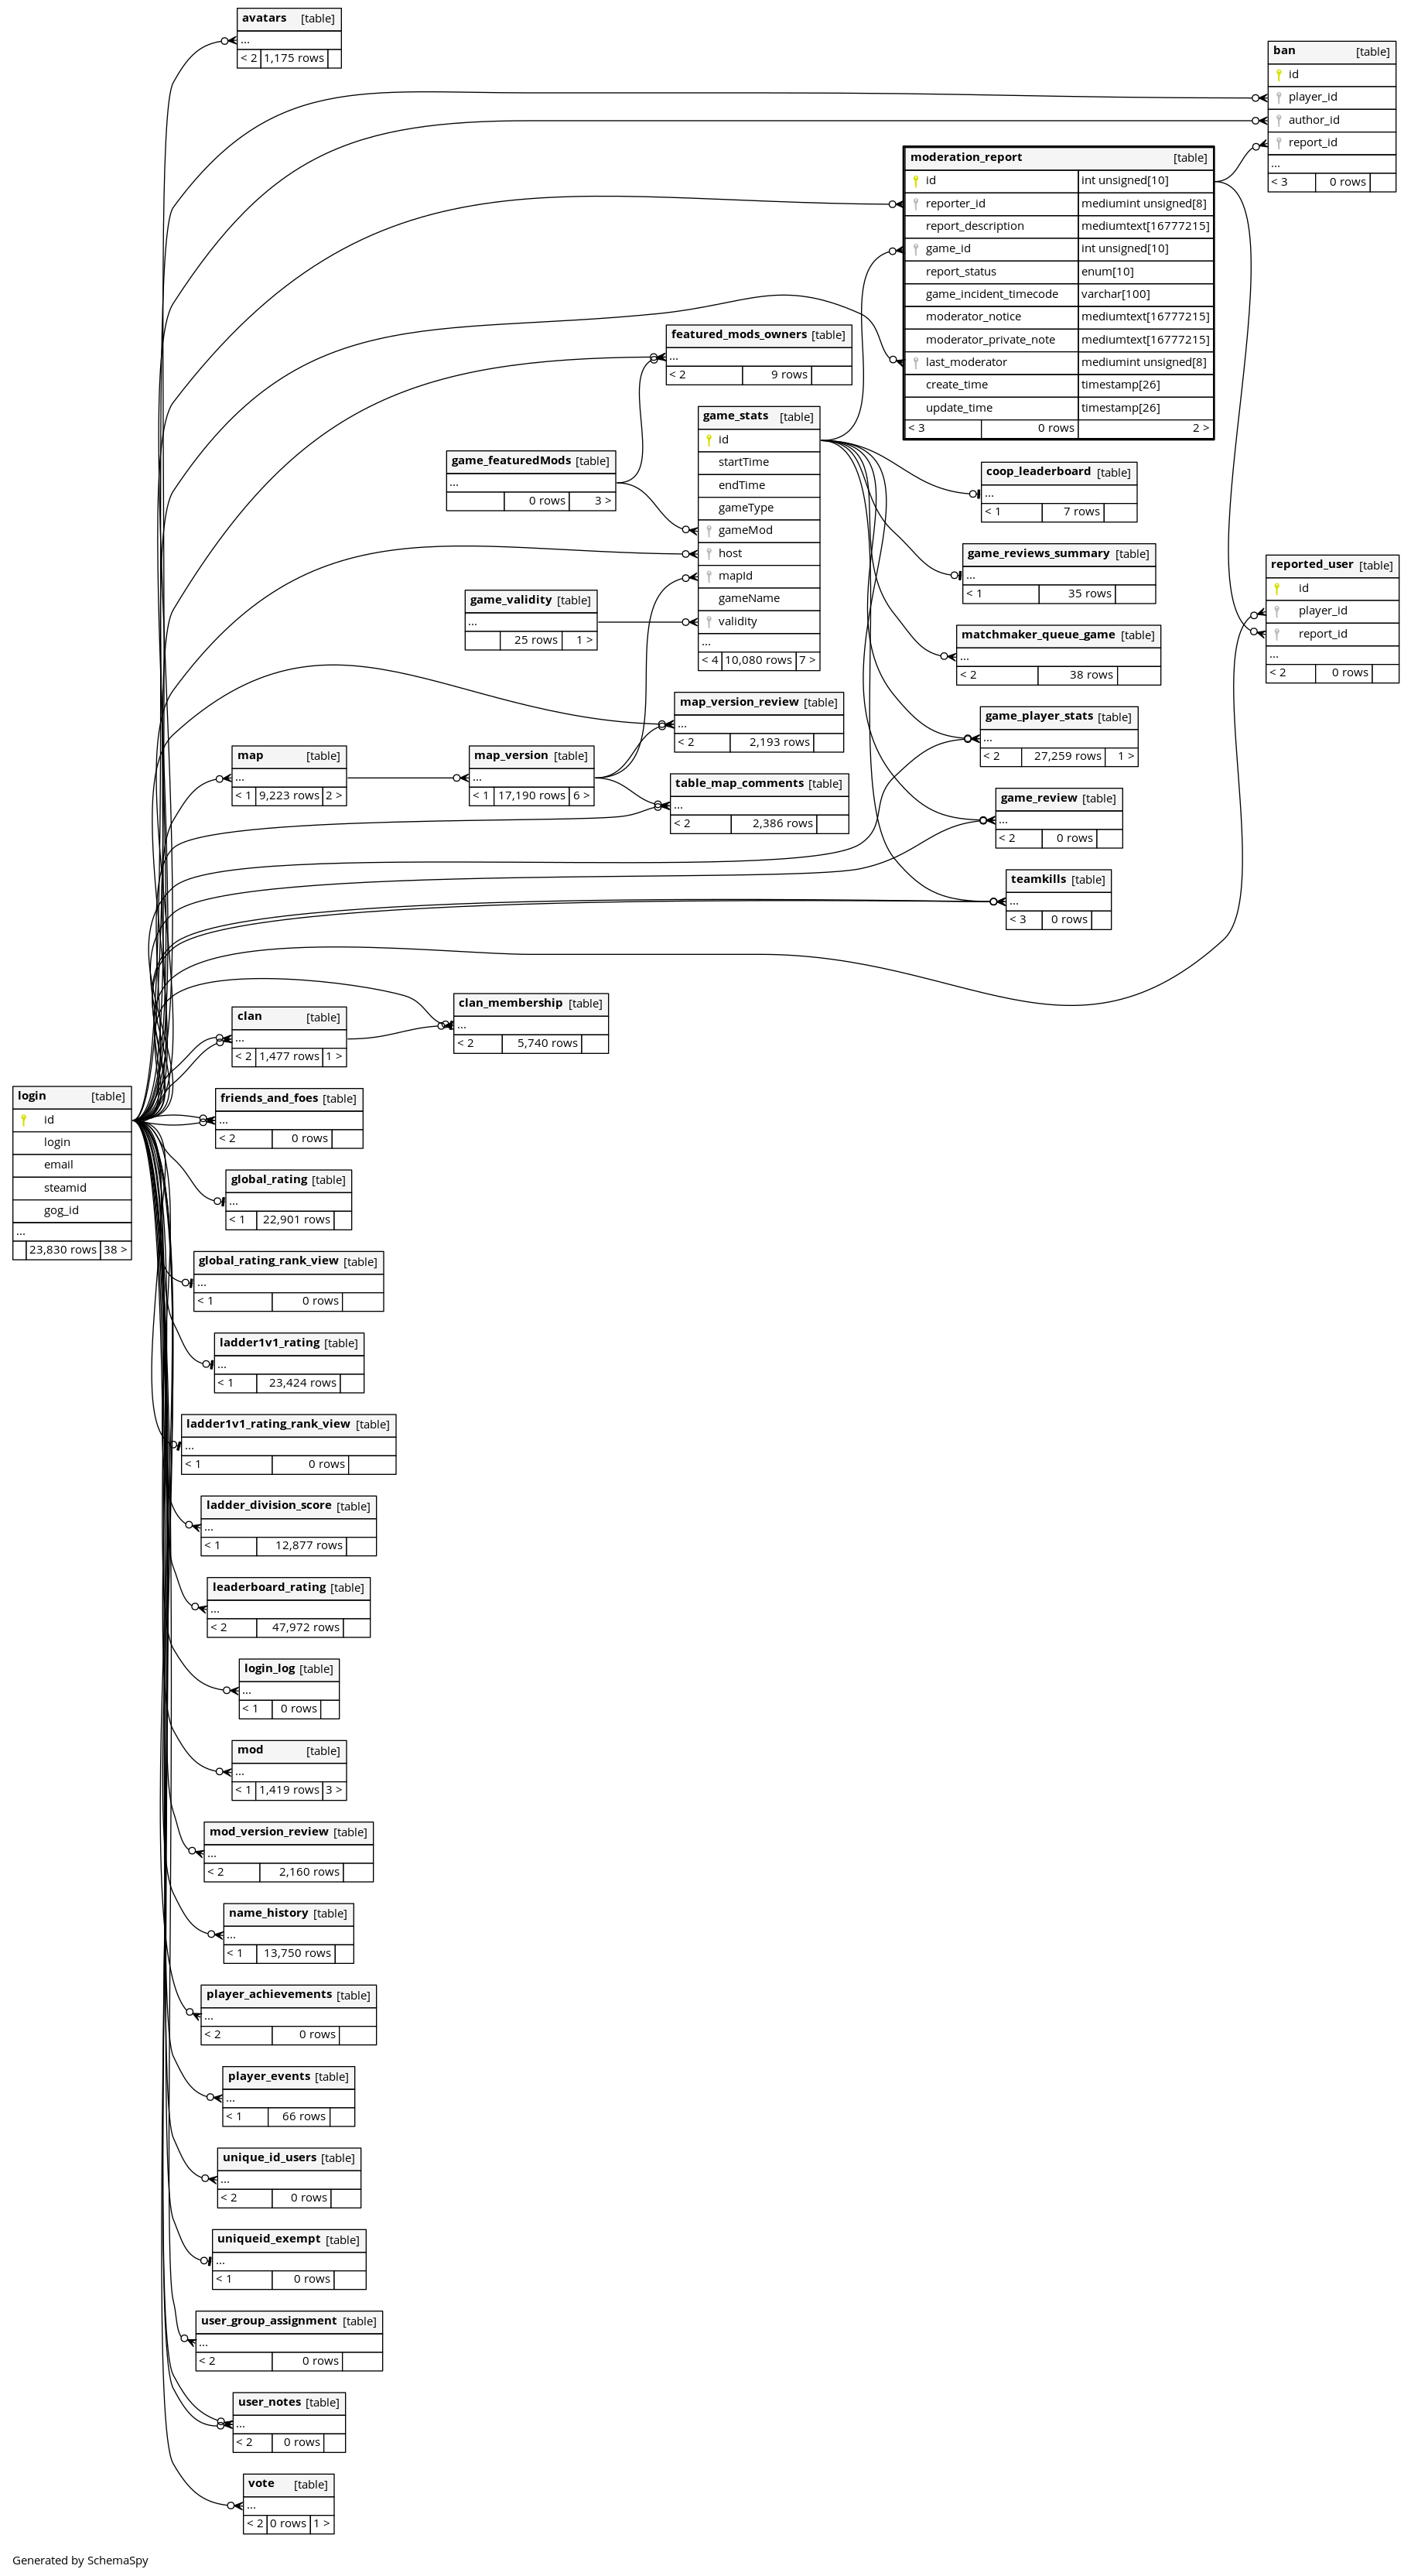 avatars [table]
...
< 2 1,175 rows
ban [table]
id
player_id
author_id
report_id
...
< 3 0 rows
moderation_report [table]
id int unsigned[10]
reporter_id mediumint unsigned[8]
report_description mediumtext[16777215]
game_id int unsigned[10]
report_status enum[10]
game_incident_timecode varchar[100]
moderator_notice mediumtext[16777215]
moderator_private_note mediumtext[16777215]
last_moderator mediumint unsigned[8]
create_time timestamp[26]
update_time timestamp[26]
< 3 0 rows 2 >
featured_mods_owners [table]
...
< 2 9 rows
game_stats [table]
id
startTime
endTime
gameType
gameMod
host
mapId
gameName
validity
...
< 4 10,080 rows 7 >
game_featuredMods [table]
...
0 rows 3 >
coop_leaderboard [table]
...
< 1 7 rows
game_reviews_summary [table]
...
< 1 35 rows
reported_user [table]
id
player_id
report_id
...
< 2 0 rows
game_validity [table]
...
25 rows 1 >
matchmaker_queue_game [table]
...
< 2 38 rows
map_version_review [table]
...
< 2 2,193 rows
game_player_stats [table]
...
< 2 27,259 rows 1 >
map [table]
...
< 1 9,223 rows 2 >
map_version [table]
...
< 1 17,190 rows 6 >
table_map_comments [table]
...
< 2 2,386 rows
game_review [table]
...
< 2 0 rows
teamkills [table]
...
< 3 0 rows
clan_membership [table]
...
< 2 5,740 rows
clan [table]
...
< 2 1,477 rows 1 >
login [table]
id
login
email
steamid
gog_id
...
23,830 rows 38 >
friends_and_foes [table]
...
< 2 0 rows
global_rating [table]
...
< 1 22,901 rows
global_rating_rank_view [table]
...
< 1 0 rows
ladder1v1_rating [table]
...
< 1 23,424 rows
ladder1v1_rating_rank_view [table]
...
< 1 0 rows
ladder_division_score [table]
...
< 1 12,877 rows
leaderboard_rating [table]
...
< 2 47,972 rows
login_log [table]
...
< 1 0 rows
mod [table]
...
< 1 1,419 rows 3 >
mod_version_review [table]
...
< 2 2,160 rows
name_history [table]
...
< 1 13,750 rows
player_achievements [table]
...
< 2 0 rows
player_events [table]
...
< 1 66 rows
unique_id_users [table]
...
< 2 0 rows
uniqueid_exempt [table]
...
< 1 0 rows
user_group_assignment [table]
...
< 2 0 rows
user_notes [table]
...
< 2 0 rows
vote [table]
...
< 2 0 rows 1 >
Generated by SchemaSpy